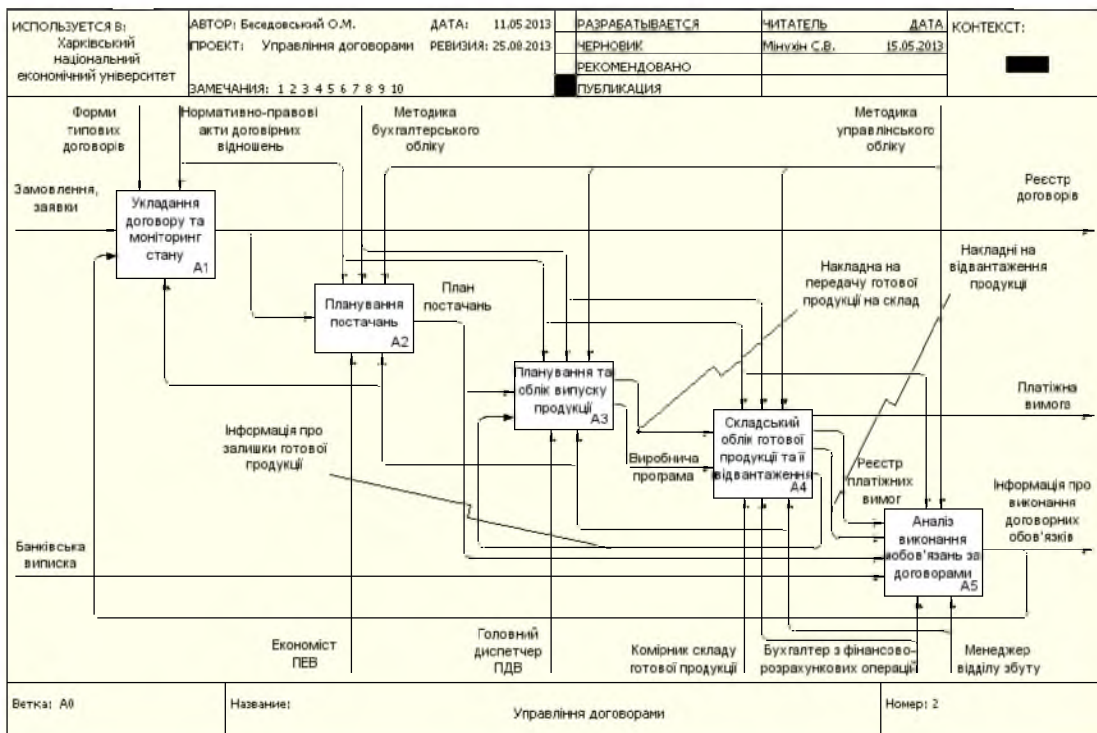 ИСПОЛЬЗУЕТСЯ В:
Харківський
національний
економічний університет
АВТОР: Беседовський О.М.
ДАТА: 11.05.2013
ПРОЕКТ: Управління договорами
РЕВИЗИЯ: 25.08.2013
ЗАМЕЧАНИЯ: 1 2 3 4 5 6 7 8 9 10
РАЗРАБАТЫВАЕТСЯ
ЧЕРНОВИК
РЕКОМЕНДОВАНО
ПУБЛИКАЦИЯ
ЧИТАТЕЛЬ
ДАТА
Мінухін С.В.
15.05.2013
КОНТЕКСТ:
Форми
типових
договорів
Нормативно-правові
акти договірних
відношень
Методика
бухгалтерського
обліку
Методика
управлінського
обліку
Замовлення,
заявки
Укладання
договору та
моніторинг
стану
A1
Реєстр
договорів
Планування
постачань
A2
План
постачань
Накладна на
передачу готової
продукції на склад
Накладні на
відвантаження
продукції
Планування та
облік випуску
продукції
A3
Платіжна
вимога
Інформація про
залишки готової
продукції
Виробнича
програма
Складський
облік готової
продукції та її
відвантаження
A4
Реєстр
платіжних
вимог
Інформація про
виконання
договорних
обов'язків
Банківська
виписка
Аналіз
виконання
обов'язань за
договорами
A5
Економіст
ПЕВ
Головний
диспетчер
ПДВ
Комірник складу
готової продукції
Бухгалтер з фінансово-
розрахункових операції
Менеджер
відділу збуту
Ветка: A0
Название:
Управління договорами
Номер: 2